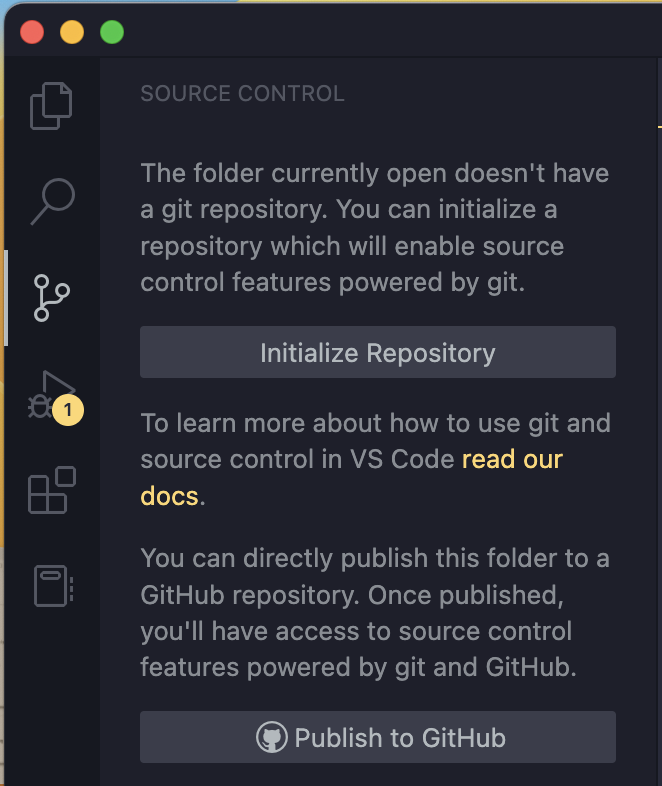 SOURCE CONTROL
The folder currently open doesn't have
a git repository. You can initialize a
repository which will enable source
control features powered by git.
Initialize Repository
1
To learn more about how to use git and
source control in VS Code read our
docs.
You can directly publish this folder to a
GitHub repository. Once published,
you'll have access to source control
features powered by git and GitHub.
Publish to GitHub